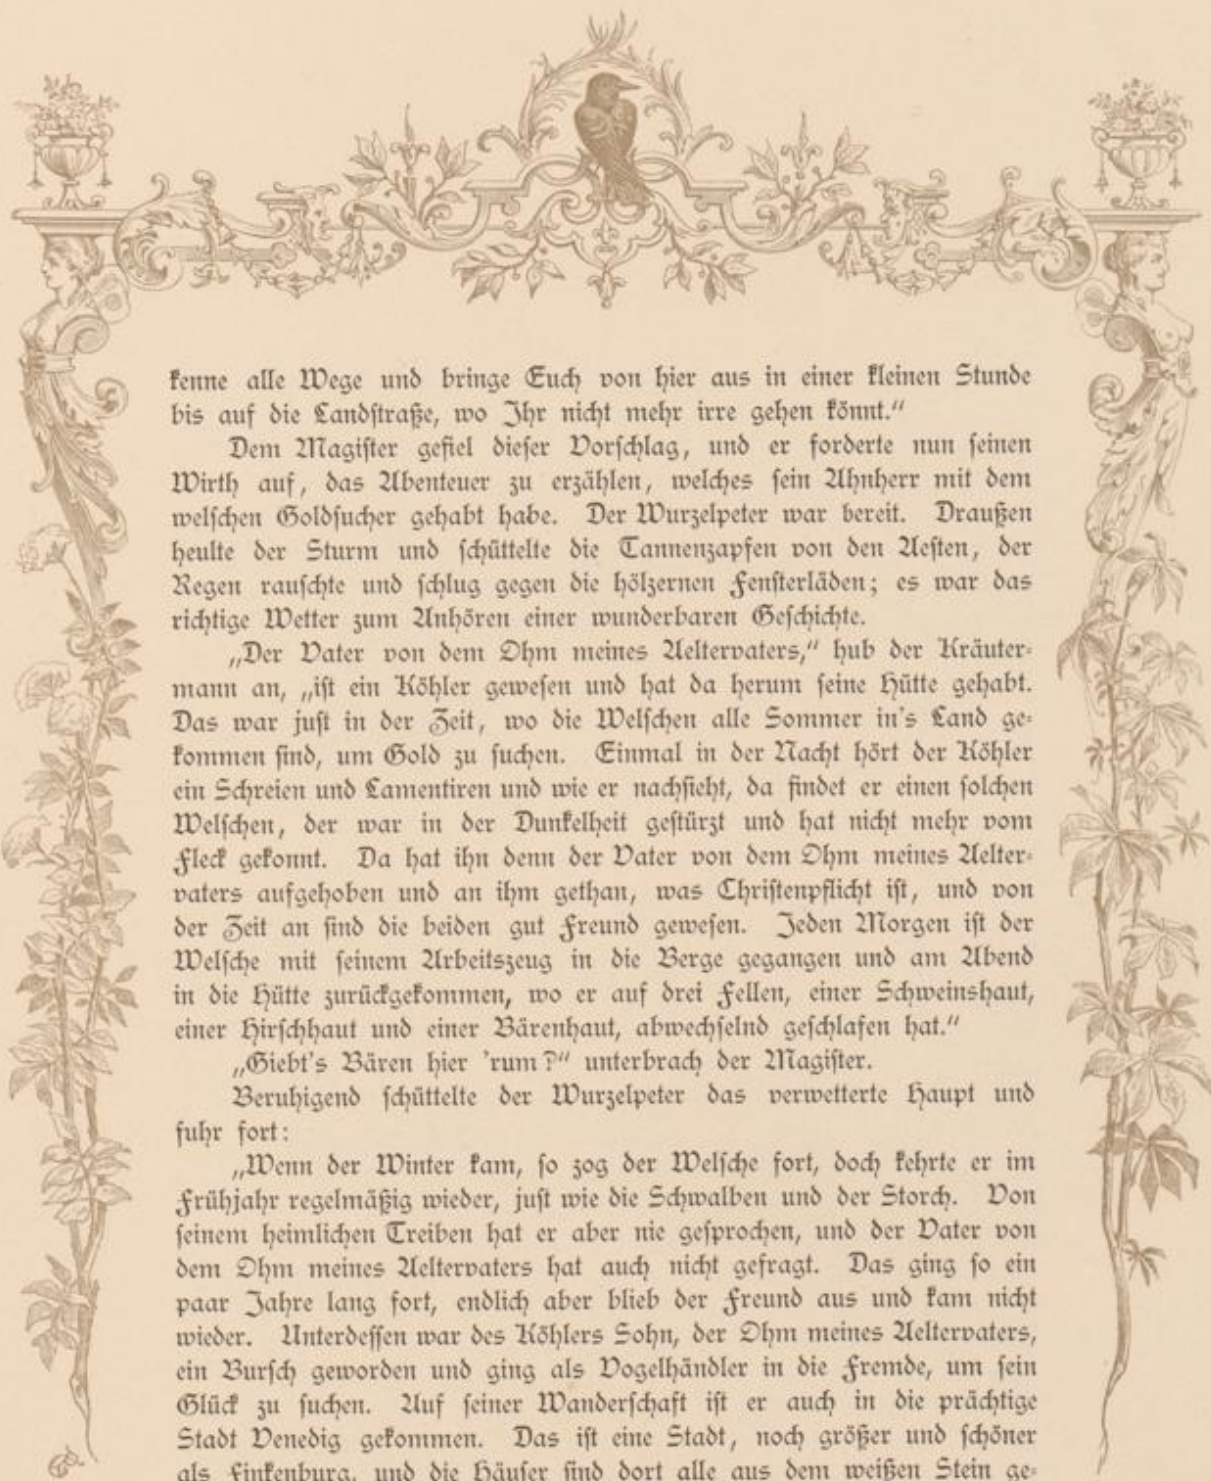 kenne alle Wege und bringe Euch von hier aus in einer kleinen Stunde
bis auf die Landstraße, wo Ihr nicht mehr irre gehen könnt.“
Dem Magister gefiel dieser Vorschlag, und er forderte nun seinen
Wirth auf, das Abenteuer zu erzählen, welches sein Ahnherr mit dem
welschen Goldsucher gehabt habe. Der Wurzelpeter war bereit. Draußen
heulte der Sturm und schüttelte die Tannenzapfen von den Aesten, der
Regen rauschte und schlug gegen die hölzernen Fensterläden; es war das
richtige Wetter zum Anhören einer wunderbaren Geschichte.
„Der Vater von dem Ohm meines Aeltervaters,“ hub der Kräuter-
mann an, „ist ein Köhler gewesen und hat da herum seine Hütte gehabt.
Das war just in der Zeit, wo die Welschen alle Sommer in's Land ge-
kommen sind, um Gold zu suchen. Einmal in der Nacht hört der Köhler
ein Schreien und Lamentiren und wie er nachsieht, da findet er einen solchen
Welschen, der war in der Dunkelheit gestürzt und hat nicht mehr vom
Fleck gekonnt. Da hat ihn denn der Vater von dem Ohm meines Aelter-
vaters aufgehoben und an ihm gethan, was Christenpflicht ist, und von
der Zeit an sind die beiden gut Freund gewesen. Jeden Morgen ist der
Welsche mit seinem Arbeitszeug in die Berge gegangen und am Abend
in die Hütte zurückgekommen, wo er auf drei Fellen, einer Schweinshaut,
einer Hirschhaut und einer Bärenhaut, abwechselnd geschlafen hat.“
„Giebt's Bären hier 'rum?“ unterbrach der Magister.
Beruhigend schüttelte der Wurzelpeter das verwetterte Haupt und
fuhr fort:
„Wenn der Winter kam, so zog der Welsche fort, doch kehrte er im
Frühjahr regelmäßig wieder, just wie die Schwalben und der Storch. Von
seinem heimlichen Treiben hat er aber nie gesprochen, und der Vater von
dem Ohm meines Aeltervaters hat auch nicht gefragt. Das ging so ein
paar Jahre lang fort, endlich aber blieb der Freund aus und kam nicht
wieder. Unterdessen war des Köhlers Sohn, der Ohm meines Aeltervaters,
ein Bursch geworden und ging als Vogelhändler in die Fremde, um sein
Glück zu suchen. Auf seiner Wanderschaft ist er auch in die prächtige
Stadt Venedig gekommen. Das ist eine Stadt, noch größer und schöner
als Finkenburg, und die Häuser sind dort alle aus dem weißen Stein ge-